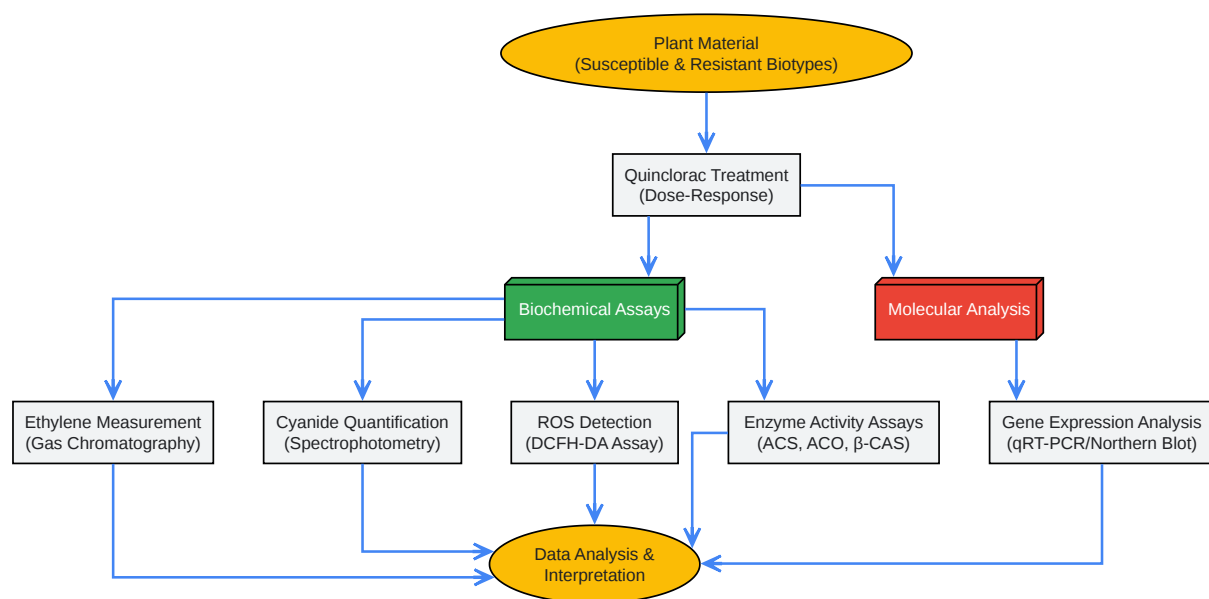 Plant Material
(Susceptible & Resistant Biotypes)
Quinclorac Treatment
(Dose-Response)
Biochemical Assays
Molecular Analysis
Ethylene Measurement
(Gas Chromatography)
Cyanide Quantification
(Spectrophotometry)
ROS Detection
(DCFH-DA Assay)
Enzyme Activity Assays
(ACS, ACO, β-CAS)
Gene Expression Analysis
(qRT-PCR/Northern Blot)
Data Analysis &
Interpretation